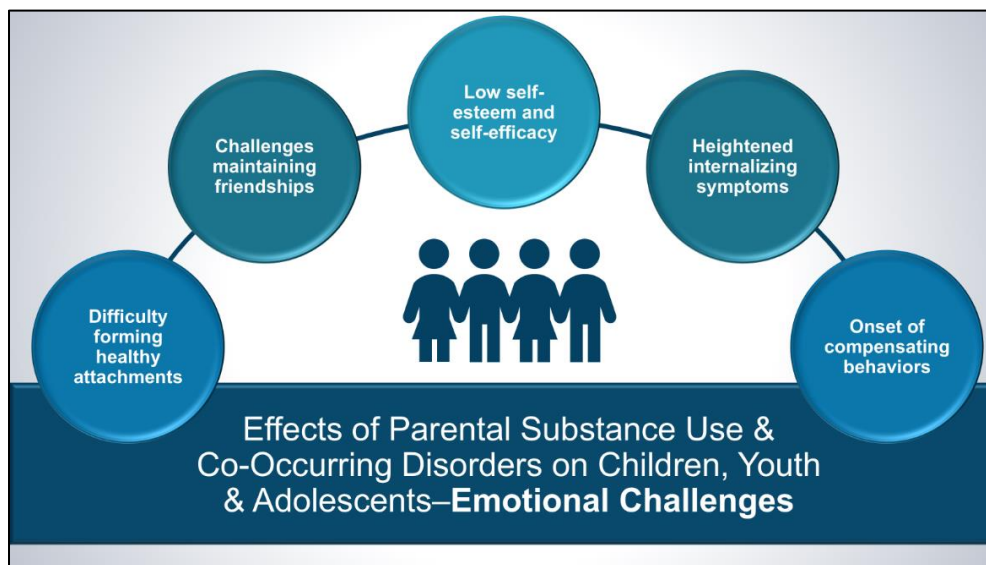 Difficulty
forming
healthy
attachments
Challenges
maintaining
friendships
Low self-
esteem and
self-efficacy
Heightened
internalizing
symptoms
Onset of
compensating
behaviors
Effects of Parental Substance Use &
Co-Occurring Disorders on Children, Youth
& Adolescents–Emotional Challenges